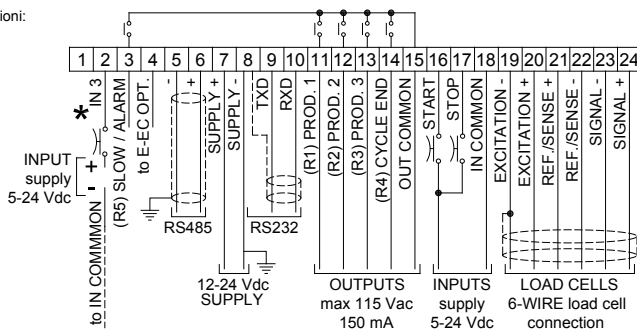 ioni:
1 2 3 4 5 6 7 8 9 10 11 12 13 14 15 16 17 18 19 20 21 22 23 24
* IN 3
(R5) SLOW / ALARM
to E-EC OPT.
-
+
SUPPLY +
SUPPLY -
TXD
RXD
(R1) PROD. 1
(R2) PROD. 2
(R3) PROD. 3
(R4) CYCLE END
OUT COMMON
START
STOP
IN COMMON
EXCITATION -
EXCITATION +
REF./SENSE +
REF./SENSE -
SIGNAL -
SIGNAL +
INPUT
supply
5-24 Vdc
+
-
to IN COMMMON
RS485
RS232
12-24 Vdc
SUPPLY
OUTPUTS
max 115 Vac
150 mA
INPUTS
supply
5-24 Vdc
LOAD CELLS
6-WIRE load cell
connection